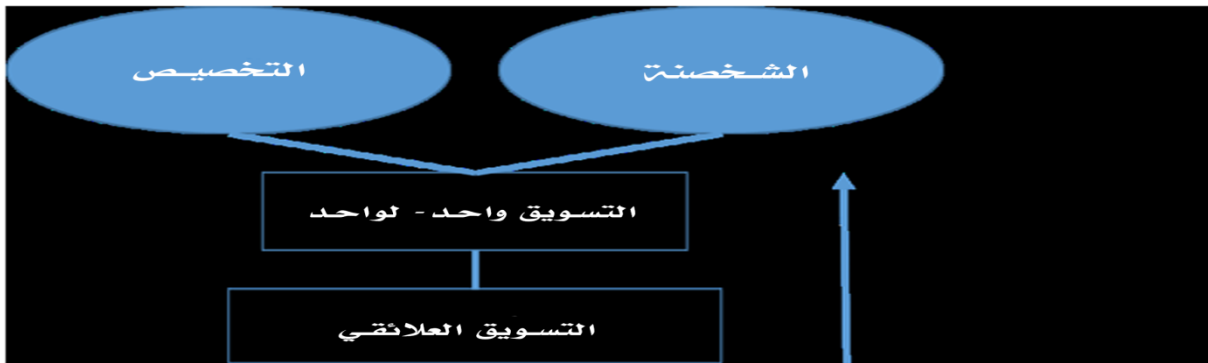 الشخصنة
التخصيص
التسويق واحد - لواحد
التسويق العلائقي